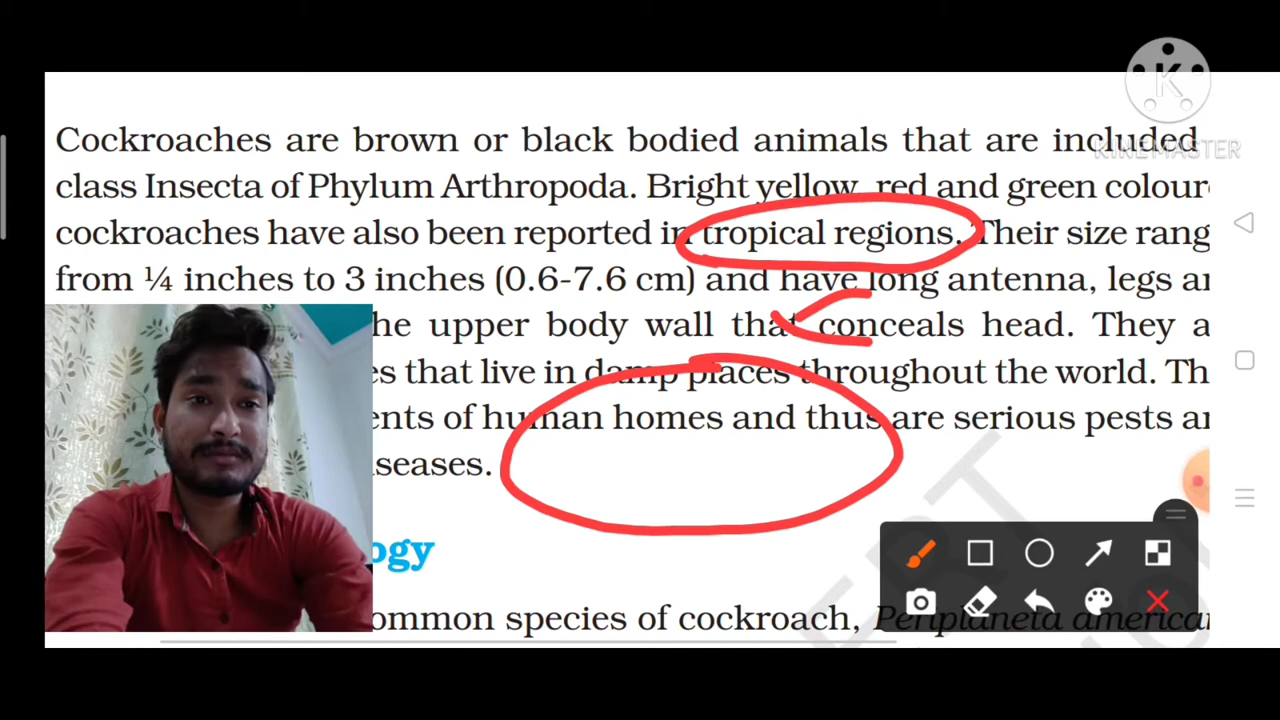 Cockroaches are brown or black bodied animals that are included
class Insecta of Phylum Arthropoda. Bright yellow, red and green colour
cockroaches have also been reported in tropical regions. Their size rang
from ¼ inches to 3 inches (0.6-7.6 cm) and have long antenna, legs an
he upper body wall that conceals head. They a
es that live in damp places throughout the world. Th
ents of human homes and thus are serious pests an
seases.
ogy
ommon species of cockroach, Periplaneta american
K
KINEMASTER